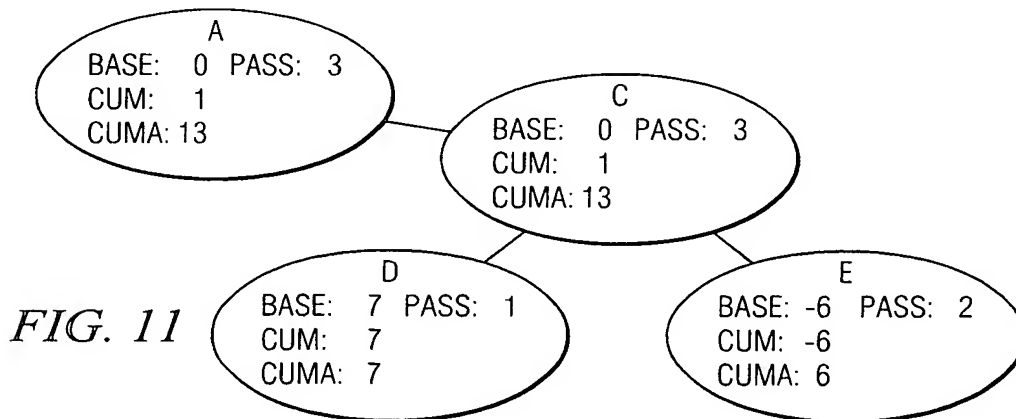 A
BASE: 0 PASS: 3
CUM: 1
CUMA: 13
C
BASE: 0 PASS: 3
CUM: 1
CUMA: 13
D
BASE: 7 PASS: 1
CUM: 7
CUMA: 7
E
BASE: -6 PASS: 2
CUM: -6
CUMA: 6
FIG. 11